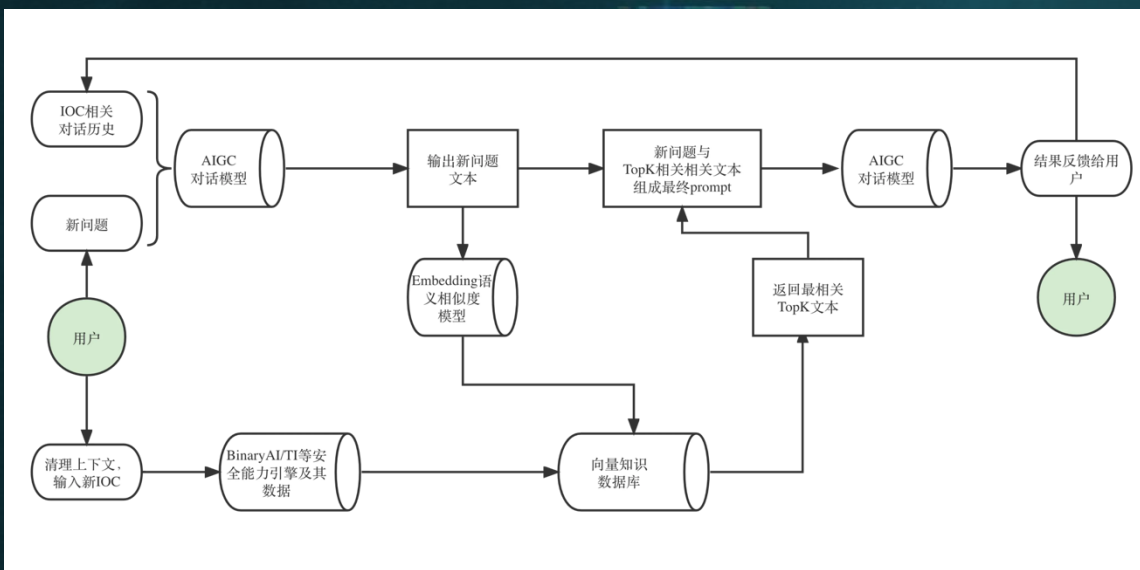 IOC相关
对话历史
新问题
用户
清理上下文，
输入新IOC
AIGC
对话模型
BinaryAI/TI等安
全能力引擎及其
数据
输出新问题
文本
Embedding语
义相似度
模型
向量知识
数据库
新问题与
TopK相关相关文本
组成最终prompt
返回最相关
TopK文本
AIGC
对话模型
结果反馈给用
户
用户